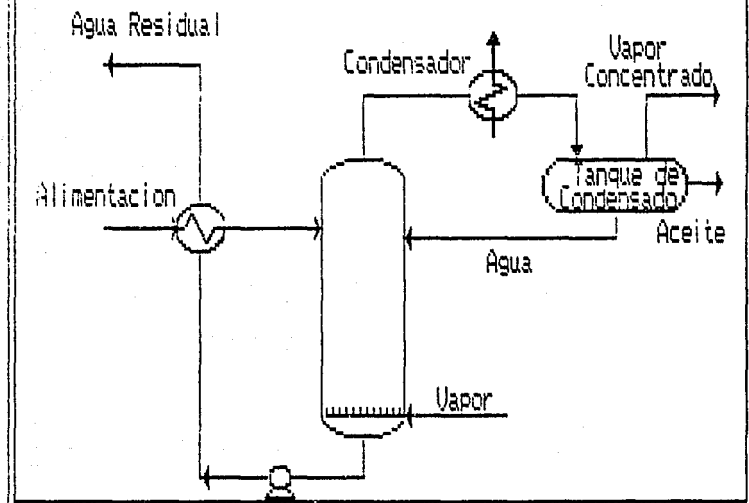 Agua Residual
Condensador
Vapor
Concentrado
Alimentacion
Tanque de
Condensado
Aceite
Agua
Vapor